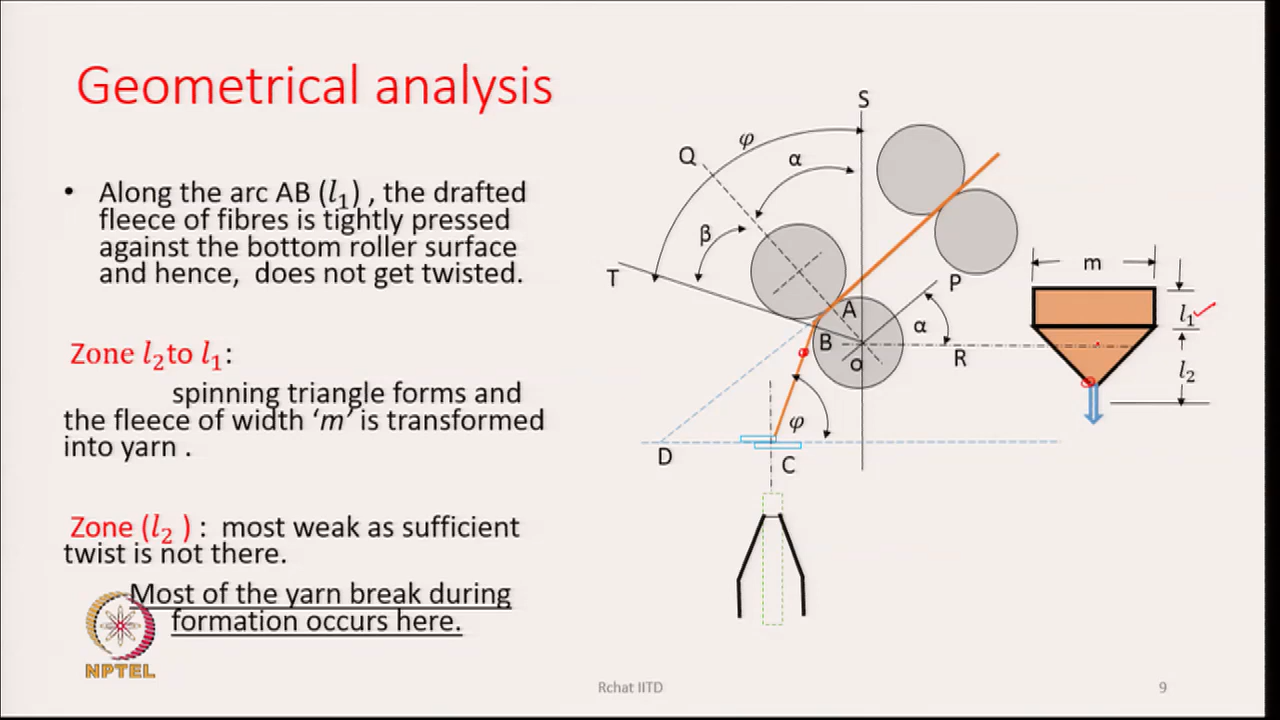 Geometrical analysis
• Along the arc AB (l₁) , the drafted
fleece of fibres is tightly pressed
against the bottom roller surface
and hence, does not get twisted.
Zone l₂ to l₁:
spinning triangle forms and
the fleece of width ‘m’ is transformed
into yarn .
Zone (l₂ ) : most weak as sufficient
twist is not there.
Most of the yarn break during
formation occurs here.
NPTEL
S
φ
Q
α
β
T
A
P
B
α
O
R
φ
D
C
m
l₁
l₂
Rchat IITD
9